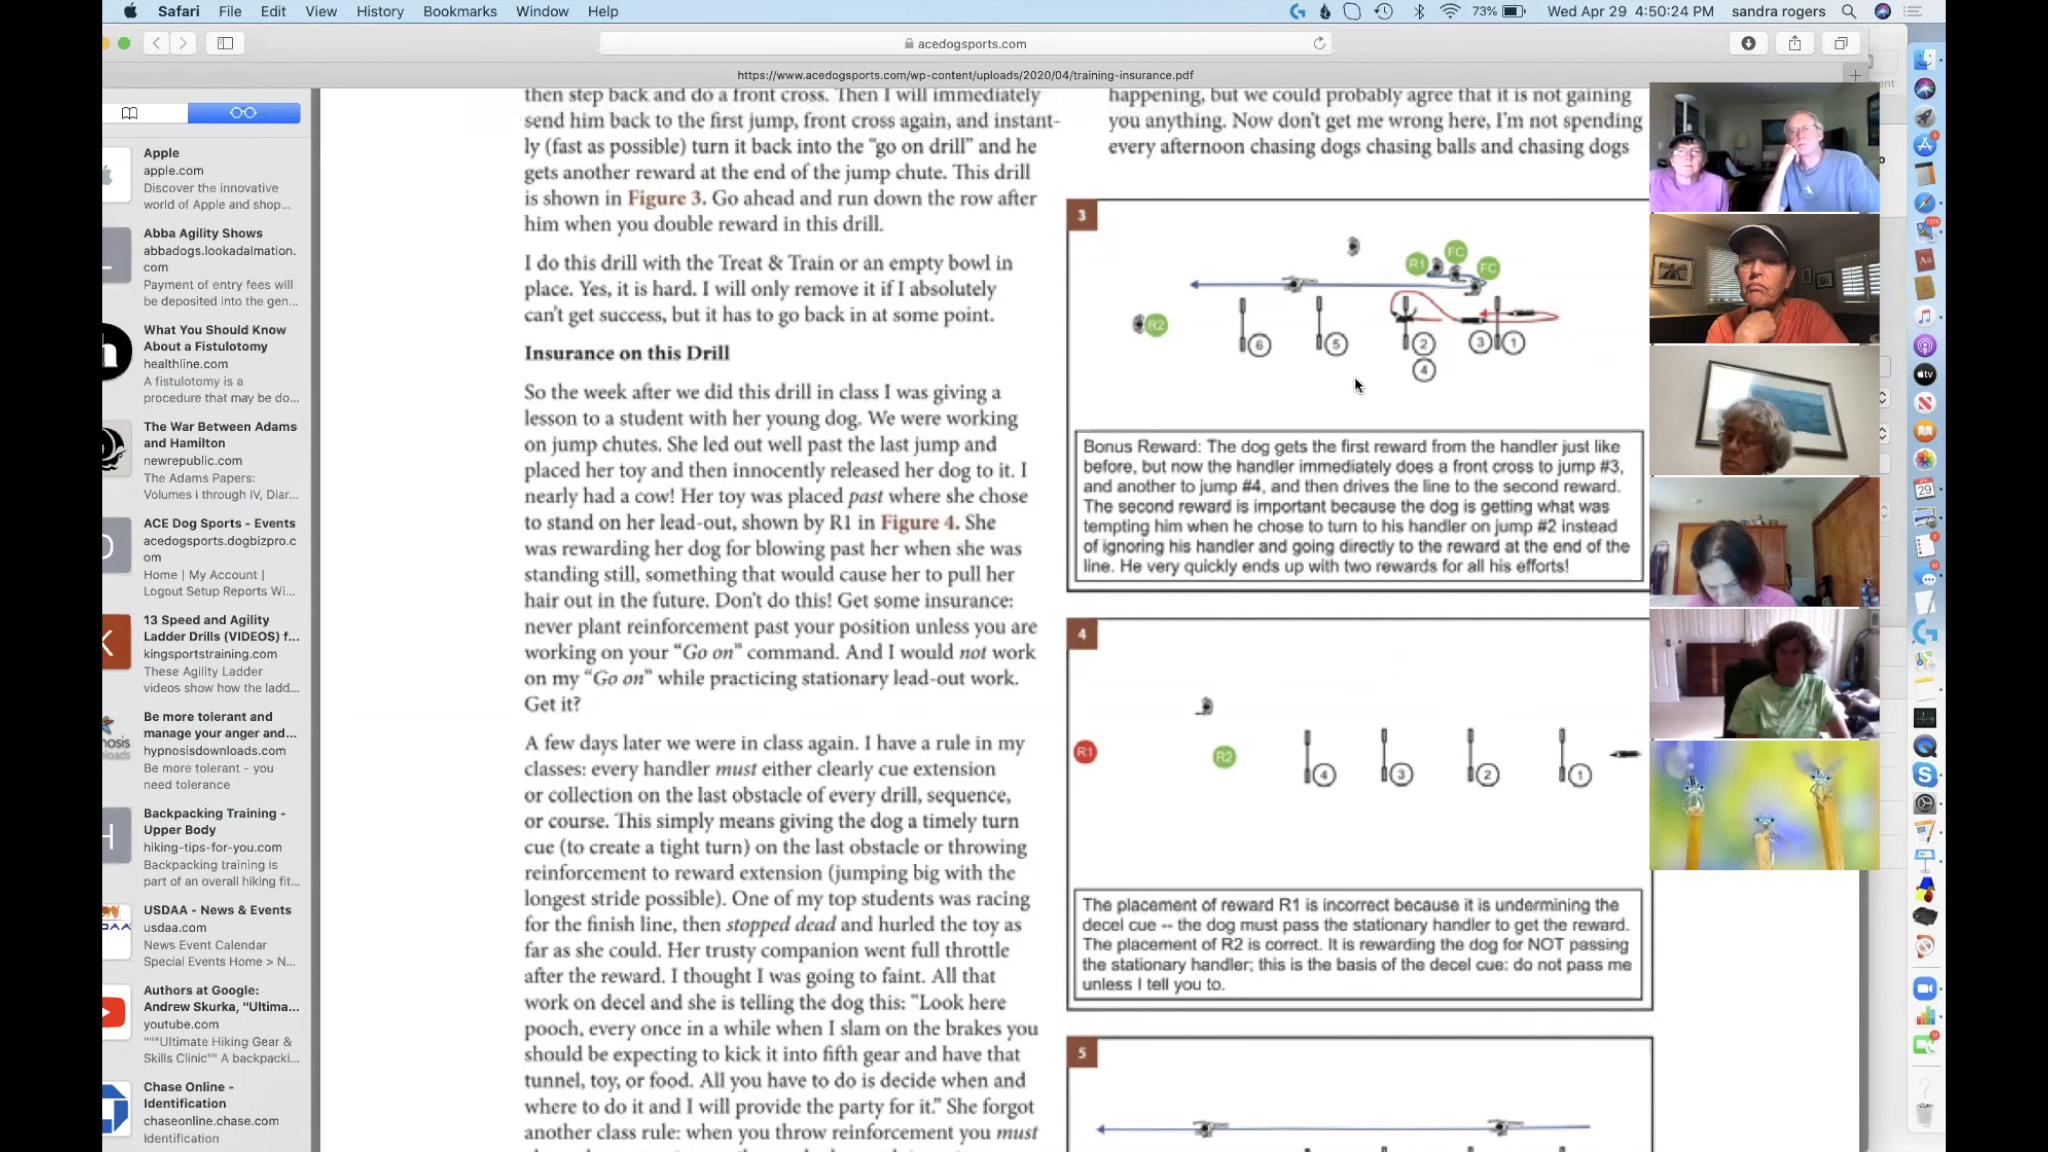 Safari File Edit View History Bookmarks Window Help
73% Wed Apr 29 4:50:24 PM sandra rogers
acedogsports.com
https://www.acedogsports.com/wp-content/uploads/2020/04/training-insurance.pdf
Apple
apple.com
Discover the innovative
world of Apple and shop...
Abba Agility Shows
abbadogs.lookadalmation.
com
Payment of entry fees will
be deposited into the gen...
What You Should Know
About a Fistulotomy
healthline.com
A fistulotomy is a
procedure that may be do...
The War Between Adams
and Hamilton
newrepublic.com
The Adams Papers:
Volumes I through IV, Diar...
ACE Dog Sports - Events
acedogsports.dogbizpro.c
om
Home | My Account |
Logout Setup Reports Wi...
13 Speed and Agility
Ladder Drills (VIDEOS) f...
kingsportstraining.com
These Agility Ladder
videos show how the ladd...
Be more tolerant and
manage your anger and...
hypnosisdownloads.com
Be more tolerant - you
need tolerance
Backpacking Training -
Upper Body
hiking-tips-for-you.com
Backpacking training is
part of an overall hiking fit...
USDAA - News & Events
usdaa.com
News Event Calendar
Special Events Home > N...
Authors at Google:
Andrew Skurka, "Ultima...
youtube.com
"""Ultimate Hiking Gear &
Skills Clinic"" A backpacki...
Chase Online -
Identification
chaseonline.chase.com
Identification
then step back and do a front cross. Then I will immediately
send him back to the first jump, front cross again, and instant-
ly (fast as possible) turn it back into the “go on drill” and he
gets another reward at the end of the jump chute. This drill
is shown in Figure 3. Go ahead and run down the row after
him when you double reward in this drill.
I do this drill with the Treat & Train or an empty bowl in
place. Yes, it is hard. I will only remove it if I absolutely
can’t get success, but it has to go back in at some point.
Insurance on this Drill
So the week after we did this drill in class I was giving a
lesson to a student with her young dog. We were working
on jump chutes. She led out well past the last jump and
placed her toy and then innocently released her dog to it. I
nearly had a cow! Her toy was placed past where she chose
to stand on her lead-out, shown by R1 in Figure 4. She
was rewarding her dog for blowing past her when she was
standing still, something that would cause her to pull her
hair out in the future. Don’t do this! Get some insurance:
never plant reinforcement past your position unless you are
working on your “Go on” command. And I would not work
on my “Go on” while practicing stationary lead-out work.
Get it?
A few days later we were in class again. I have a rule in my
classes: every handler must either clearly cue extension
or collection on the last obstacle of every drill, sequence,
or course. This simply means giving the dog a timely turn
cue (to create a tight turn) on the last obstacle or throwing
reinforcement to reward extension (jumping big with the
longest stride possible). One of my top students was racing
for the finish line, then stopped dead and hurled the toy as
far as she could. Her trusty companion went full throttle
after the reward. I thought I was going to faint. All that
work on decel and she is telling the dog this: “Look here
pooch, every once in a while when I slam on the brakes you
should be expecting to kick it into fifth gear and have that
tunnel, toy, or food. All you have to do is decide when and
where to do it and I will provide the party for it.” She forgot
another class rule: when you throw reinforcement you must
happening, but we could probably agree that it is not gaining
you anything. Now don’t get me wrong here, I’m not spending
every afternoon chasing dogs chasing balls and chasing dogs
3
R1 FC FC
R2
6 5 2 3 1
4
Bonus Reward: The dog gets the first reward from the handler just like
before, but now the handler immediately does a front cross to jump #3,
and another to jump #4, and then drives the line to the second reward.
The second reward is important because the dog is getting what was
tempting him when he chose to turn to his handler on jump #2 instead
of ignoring his handler and going directly to the reward at the end of the
line. He very quickly ends up with two rewards for all his efforts!
4
R1 R2
4 3 2 1
The placement of reward R1 is incorrect because it is undermining the
decel cue -- the dog must pass the stationary handler to get the reward.
The placement of R2 is correct. It is rewarding the dog for NOT passing
the stationary handler; this is the basis of the decel cue: do not pass me
unless I tell you to.
5